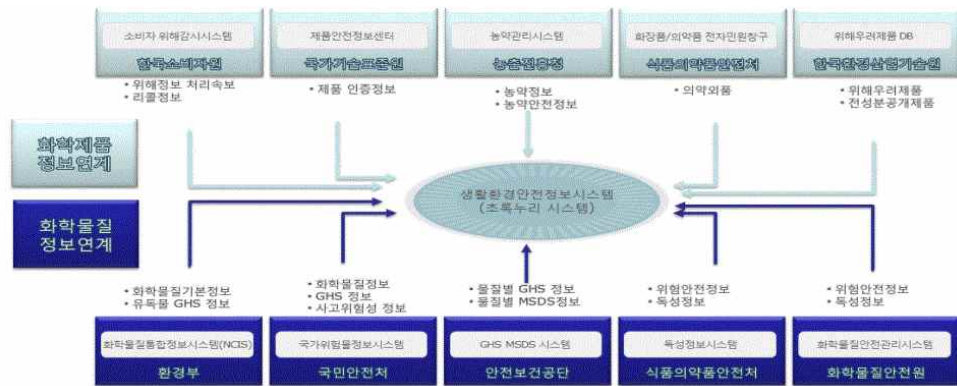 소비자 위해감시시스템
한국소비자원
• 위해정보 처리속보
• 리콜정보
제품안전정보센터
국가기술표준원
• 제품 인증정보
농약관리시스템
농촌진흥청
• 농약정보
• 농약안전정보
화장품/의약품 전자민원창구
식품의약품안전처
• 의약외품
위해우려제품 DB
한국환경산업기술원
• 위해우려제품
• 전성분공개제품
화학제품
정보연계
생활환경안전정보시스템
(초록누리 시스템)
화학물질
정보연계
• 화학물질기본정보
• 유독물 GHS 정보
화학물질통합정보시스템(NCIS)
환경부
• 화학물질정보
• GHS 정보
• 사고위험성 정보
국가위험물정보시스템
국민안전처
• 물질별 GHS 정보
• 물질별 MSDS정보
GHS MSDS 시스템
안전보건공단
• 위험안전정보
• 독성정보
독성정보시스템
식품의약품안전처
• 위험안전정보
• 독성정보
화학물질안전관리시스템
화학물질안전원